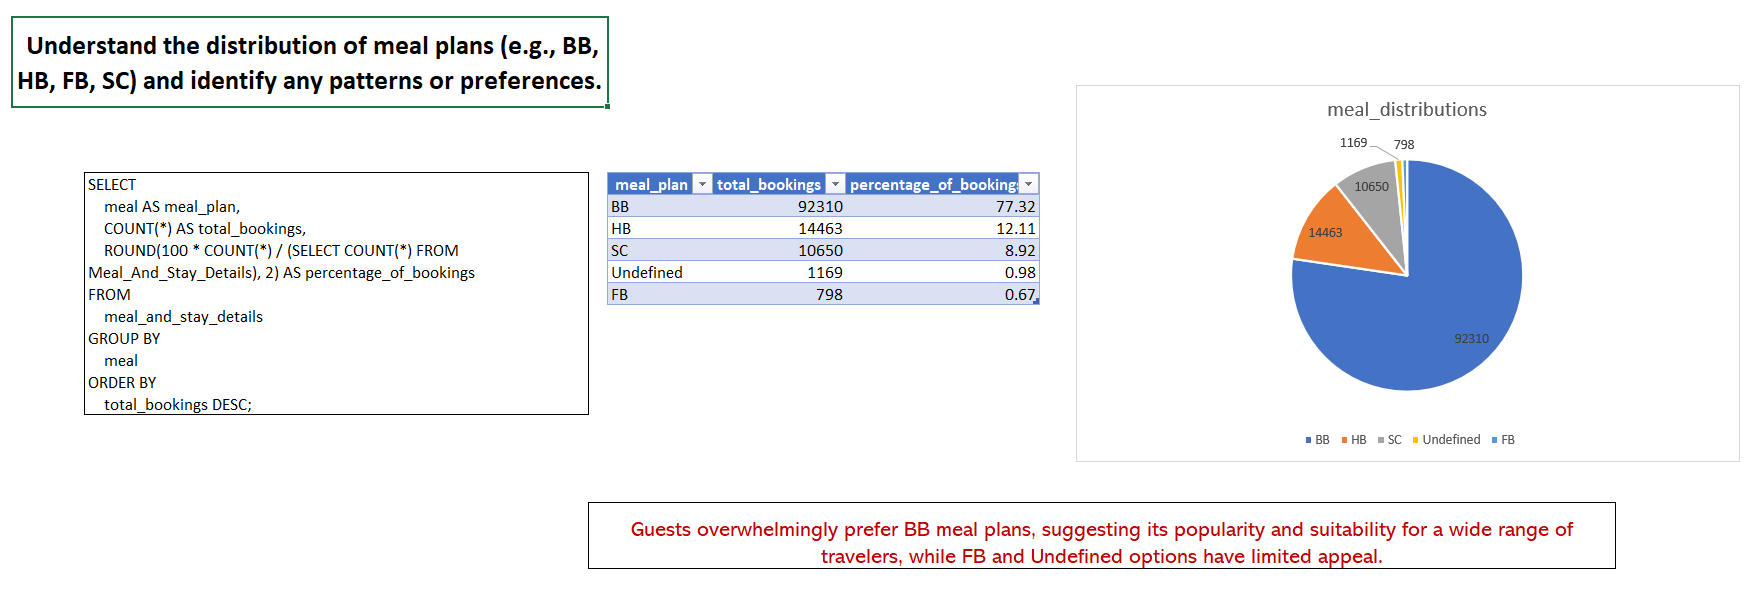 Understand the distribution of meal plans (e.g., BB,
HB, FB, SC) and identify any patterns or preferences.
SELECT
meal AS meal_plan,
COUNT(*) AS total_bookings,
ROUND(100 * COUNT(*) / (SELECT COUNT(*) FROM
Meal_And_Stay_Details), 2) AS percentage_of_bookings
FROM
meal_and_stay_details
GROUP BY
meal
ORDER BY
total_bookings DESC;
meal_plan total_bookings percentage_of_bookings
BB 92310 77.32
HB 14463 12.11
SC 10650 8.92
Undefined 1169 0.98
FB 798 0.67
meal_distributions
1169 798
10650
14463
92310
BB HB SC Undefined FB
Guests overwhelmingly prefer BB meal plans, suggesting its popularity and suitability for a wide range of
travelers, while FB and Undefined options have limited appeal.